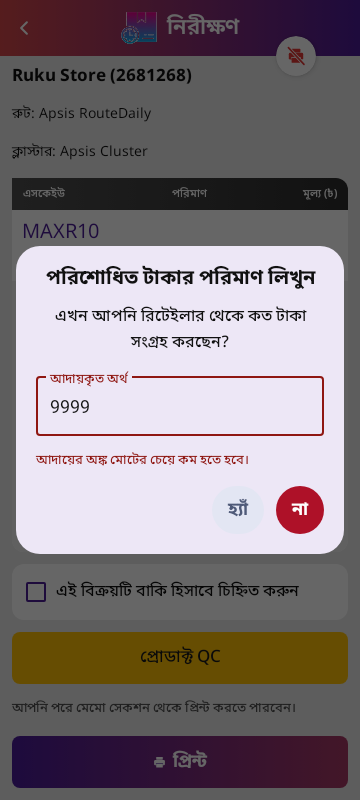 নিরীক্ষণ
Ruku Store (2681268)
রুট: Apsis RouteDaily
ক্লাস্টার: Apsis Cluster
এসকেইউ পরিমাণ মূল্য (৳)
MAXR10
পরিশোধিত টাকার পরিমাণ লিখুন
এখন আপনি রিটেইলার থেকে কত টাকা
সংগ্রহ করছেন?
আদায়কৃত অর্থ
9999
আদায়ের অঙ্ক মোটের চেয়ে কম হতে হবে।
হ্যাঁ না
এই বিক্রয়টি বাকি হিসাবে চিহ্নিত করুন
প্রোডাক্ট QC
আপনি পরে মেমো সেকশন থেকে প্রিন্ট করতে পারবেন।
প্রিন্ট